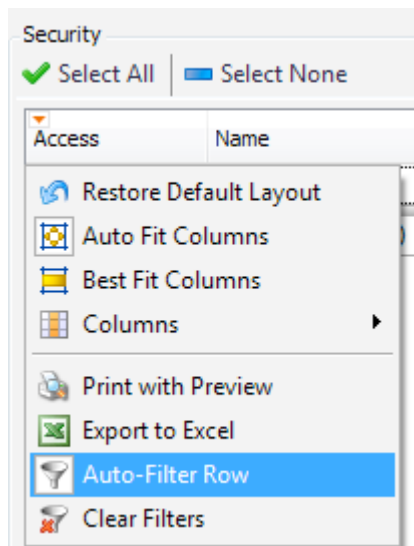 Security
Select All Select None
Access Name
Restore Default Layout
Auto Fit Columns
Best Fit Columns
Columns
Print with Preview
Export to Excel
Auto-Filter Row
Clear Filters